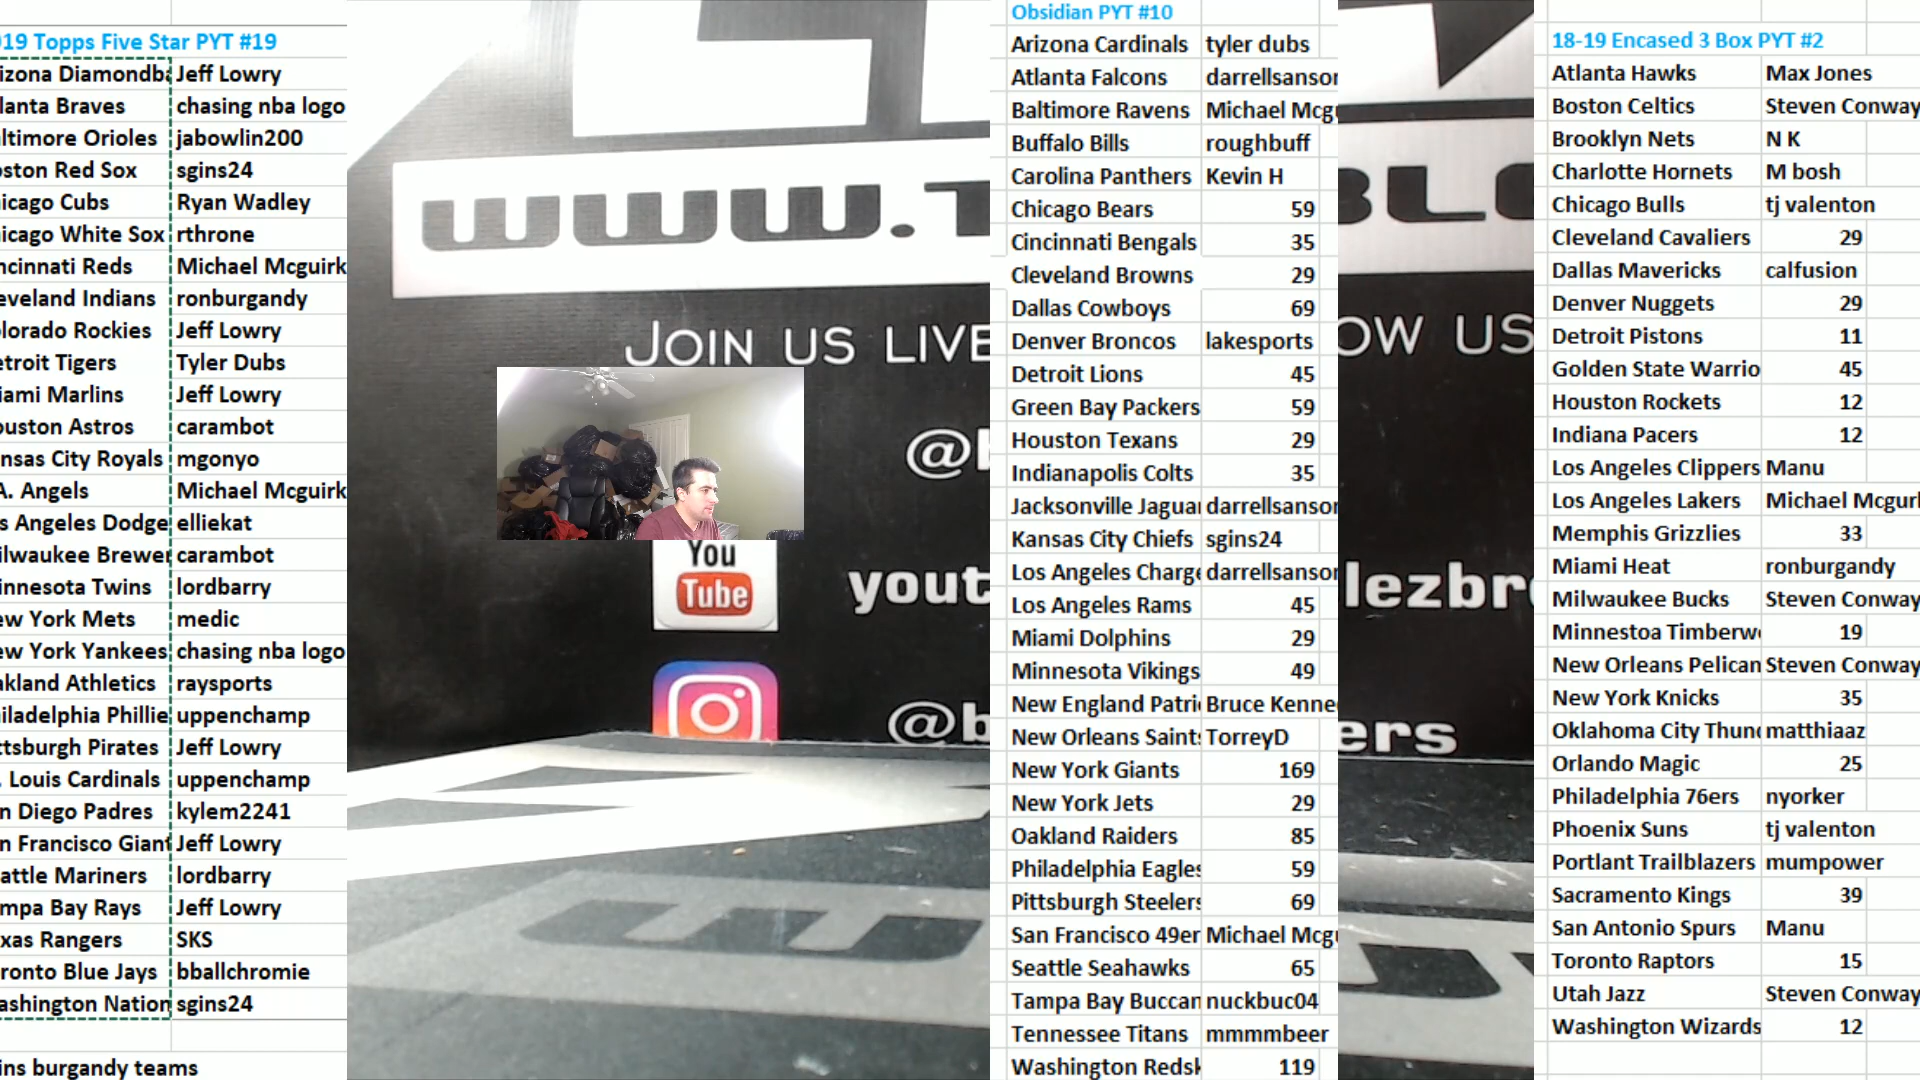 19 Topps Five Star PYT #19
izona Diamondba Jeff Lowry
lanta Braves chasing nba logo
ltimore Orioles jabowlin200
oston Red Sox sgins24
nicago Cubs Ryan Wadley
nicago White Sox rthrone
ncinnati Reds Michael Mcguirk
eveland Indians ronburgandy
olorado Rockies Jeff Lowry
etroit Tigers Tyler Dubs
iami Marlins Jeff Lowry
ouston Astros carambot
nsas City Royals mgonyo
A. Angels Michael Mcguirk
s Angeles Dodge elliekat
ilwaukee Brewer carambot
innesota Twins lordbarry
ew York Mets medic
ew York Yankees chasing nba logo
akland Athletics raysports
iladelphia Phillie uppenchamp
ttsburgh Pirates Jeff Lowry
. Louis Cardinals uppenchamp
n Diego Padres kylem2241
n Francisco Giant Jeff Lowry
attle Mariners lordbarry
mpa Bay Rays Jeff Lowry
xas Rangers SKS
ronto Blue Jays bballchromie
ashington Nation sgins24
ins burgandy teams
www.
JOIN US LIVE
@b
You
Tube
yout
@b
Obsidian PYT #10
Arizona Cardinals tyler dubs
Atlanta Falcons darrellsansor
Baltimore Ravens Michael Mcgu
Buffalo Bills roughbuff
Carolina Panthers Kevin H
Chicago Bears 59
Cincinnati Bengals 35
Cleveland Browns 29
Dallas Cowboys 69
Denver Broncos lakesports
Detroit Lions 45
Green Bay Packers 59
Houston Texans 29
Indianapolis Colts 35
Jacksonville Jaguar darrellsansor
Kansas City Chiefs sgins24
Los Angeles Charge darrellsansor
Los Angeles Rams 45
Miami Dolphins 29
Minnesota Vikings 49
New England Patri Bruce Kenne
New Orleans Saints TorreyD
New York Giants 169
New York Jets 29
Oakland Raiders 85
Philadelphia Eagles 59
Pittsburgh Steelers 69
San Francisco 49er Michael Mcgu
Seattle Seahawks 65
Tampa Bay Buccan nuckbuc04
Tennessee Titans mmmmbeer
Washington Redsk 119
BLE
OW US
lezbr
ers
18-19 Encased 3 Box PYT #2
Atlanta Hawks Max Jones
Boston Celtics Steven Conway
Brooklyn Nets N K
Charlotte Hornets M bosh
Chicago Bulls tj valenton
Cleveland Cavaliers 29
Dallas Mavericks calfusion
Denver Nuggets 29
Detroit Pistons 11
Golden State Warrio 45
Houston Rockets 12
Indiana Pacers 12
Los Angeles Clippers Manu
Los Angeles Lakers Michael Mcgurk
Memphis Grizzlies 33
Miami Heat ronburgandy
Milwaukee Bucks Steven Conway
Minnestoa Timberwo 19
New Orleans Pelican Steven Conway
New York Knicks 35
Oklahoma City Thund matthiaaz
Orlando Magic 25
Philadelphia 76ers nyorker
Phoenix Suns tj valenton
Portlant Trailblazers mumpower
Sacramento Kings 39
San Antonio Spurs Manu
Toronto Raptors 15
Utah Jazz Steven Conway
Washington Wizards 12